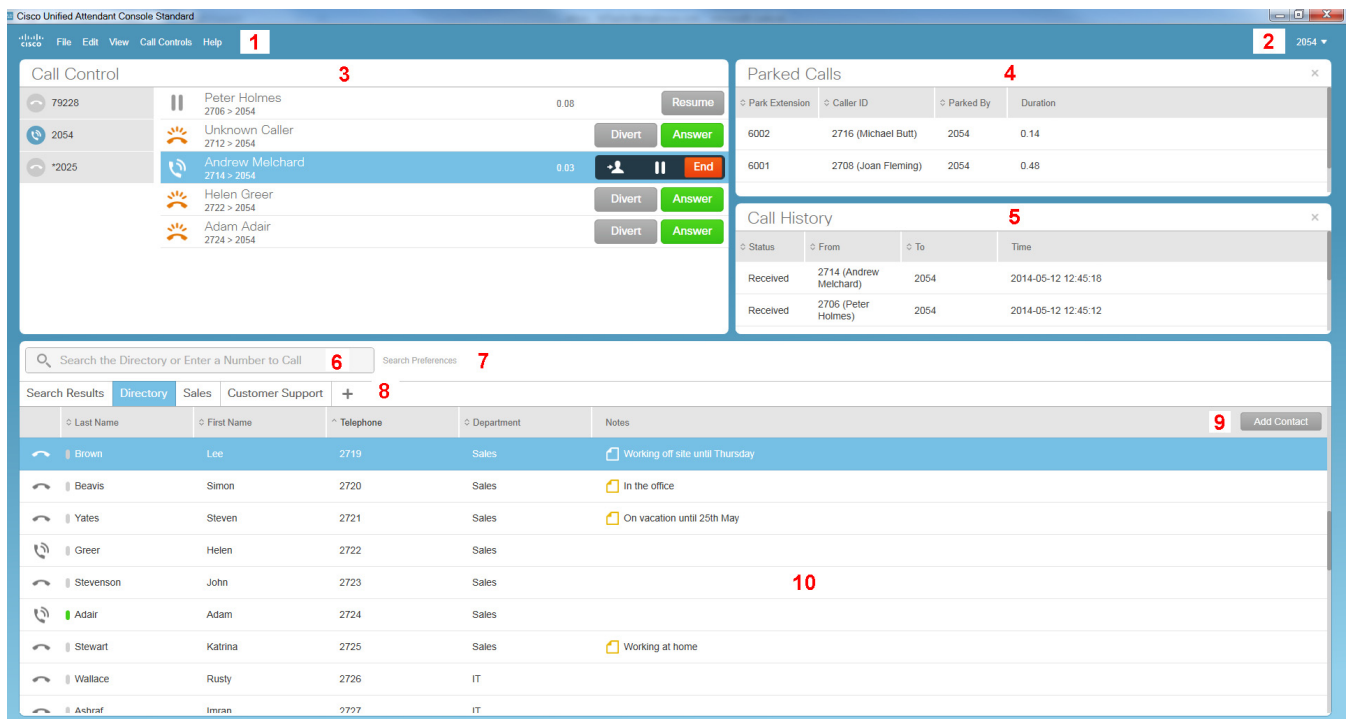 Cisco Unified Attendant Console Standard
CISCO File Edit View Call Controls Help 1 2 2054
Call Control 3
79228
2054
*2025
Peter Holmes 0.08 Resume
2706 > 2054
Unknown Caller Divert Answer
2712 > 2054
Andrew Melchard 0.03 End
2714 > 2054
Helen Greer Divert Answer
2722 > 2054
Adam Adair Divert Answer
2724 > 2054
Parked Calls 4
Park Extension Caller ID Parked By Duration
6002 2716 (Michael Butt) 2054 0.14
6001 2708 (Joan Fleming) 2054 0.48
Call History 5
Status From To Time
Received 2714 (Andrew Melchard) 2054 2014-05-12 12:45:18
Received 2706 (Peter Holmes) 2054 2014-05-12 12:45:12
Search the Directory or Enter a Number to Call 6 Search Preferences 7
Search Results Directory Sales Customer Support + 8
Last Name First Name Telephone Department Notes 9 Add Contact
Brown Lee 2719 Sales Working off site until Thursday
Beavis Simon 2720 Sales In the office
Yates Steven 2721 Sales On vacation until 25th May
Greer Helen 2722 Sales
Stevenson John 2723 Sales 10
Adair Adam 2724 Sales
Stewart Katrina 2725 Sales Working at home
Wallace Rusty 2726 IT
Ashraf Imran 2727 IT